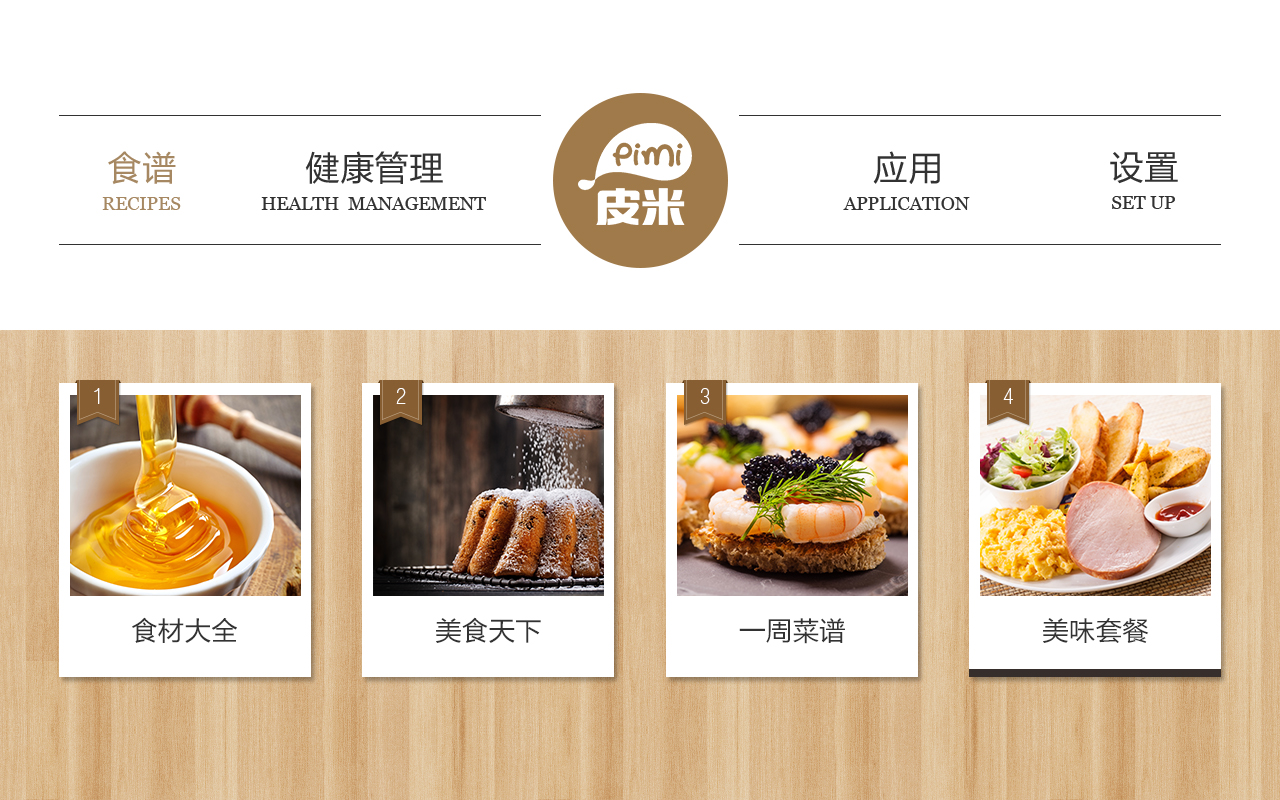 食谱
RECIPES
健康管理
HEALTH MANAGEMENT
Pimi
皮米
应用
APPLICATION
设置
SET UP
1
食材大全
2
美食天下
3
一周菜谱
4
美味套餐